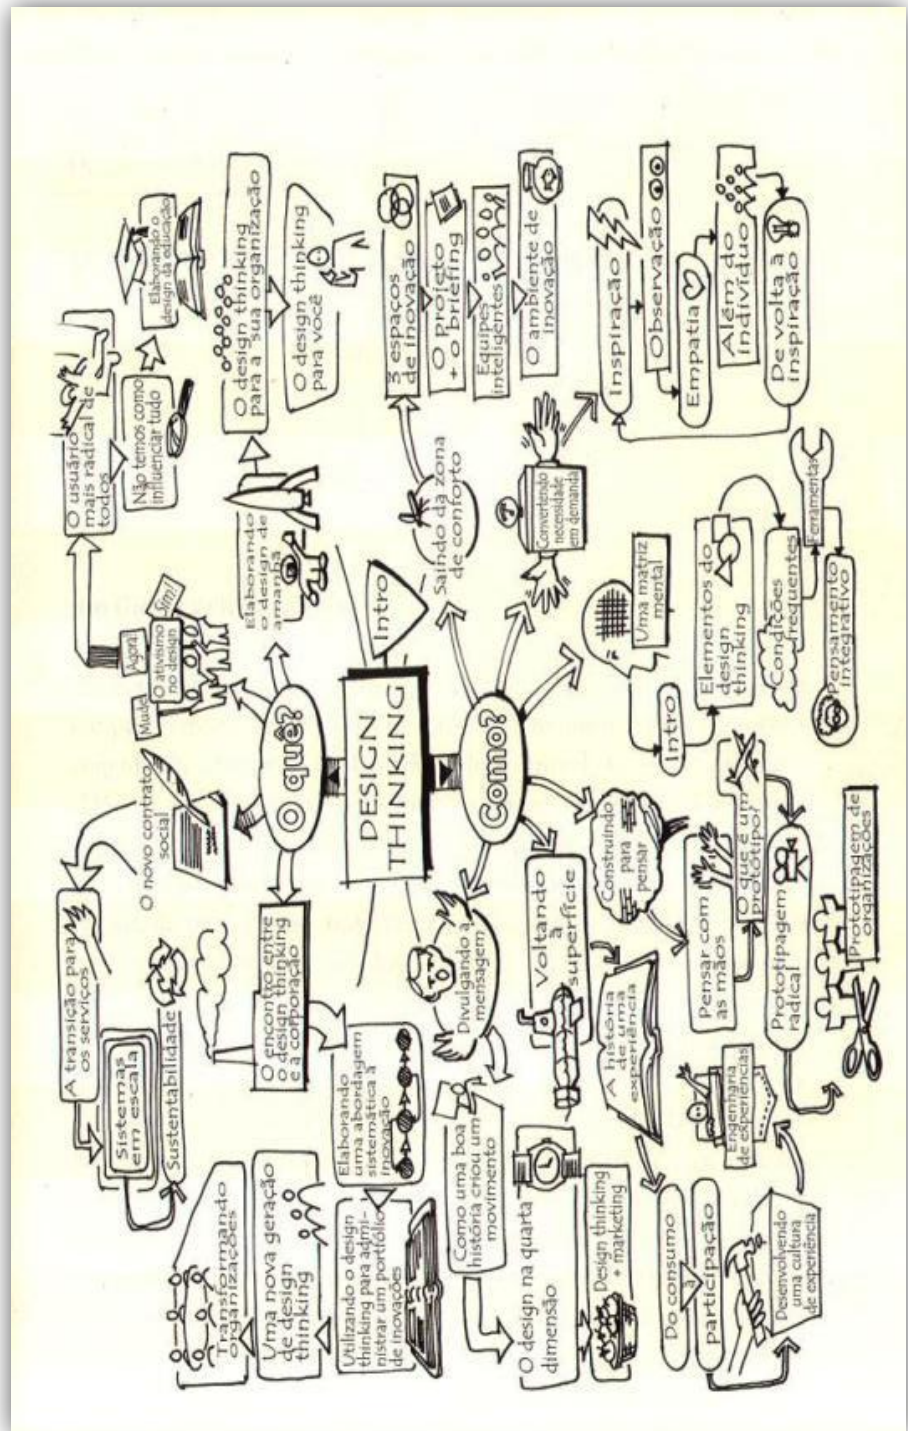 A transição para
os serviços
Sistemas
em escala
Sustentabilidade
O novo contrato
social
O usuário
mais radical de
todos
Não temos como
influenciar tudo
Elaborando o
design da educação
Mude
Agora!
Sim!
O ativismo
no design
Transformando
organizações
Uma nova geração
de design
thinking
Utilizando o design
thinking para admi-
nistrar um portfólio
de inovações
Elaborando
uma abordagem
sistemática à
inovação
O encontro entre
o design thinking
e a corporação
O quê?
Elaborando
o design de
amanhã
O design thinking
para a sua organização
O design thinking
para você
DESIGN
THINKING
Intro
Como?
Divulgando a
mensagem
Como uma boa
história criou um
movimento
O design na quarta
dimensão
Design thinking
+ marketing
Saindo da zona
de conforto
3 espaços
de inovação
O projeto
+ o briefing
Equipes
inteligentes
O ambiente de
inovação
Voltando
à
superfície
A história
de uma
experiência
Do consumo
à
participação
Desenvolvendo
uma cultura
de experiência
Engenharia
de experiências
Construindo
para
pensar
Pensar com
as mãos
O que é um
protótipo?
Prototipagem
radical
Prototipagem de
organizações
Uma matriz
mental
Intro
Elementos do
design
thinking
Condições
frequentes
Ferramentas
Pensamento
integrativo
Convertendo
necessidade
em demanda
Inspiração
Observação
Empatia
Além do
indivíduo
De volta à
inspiração